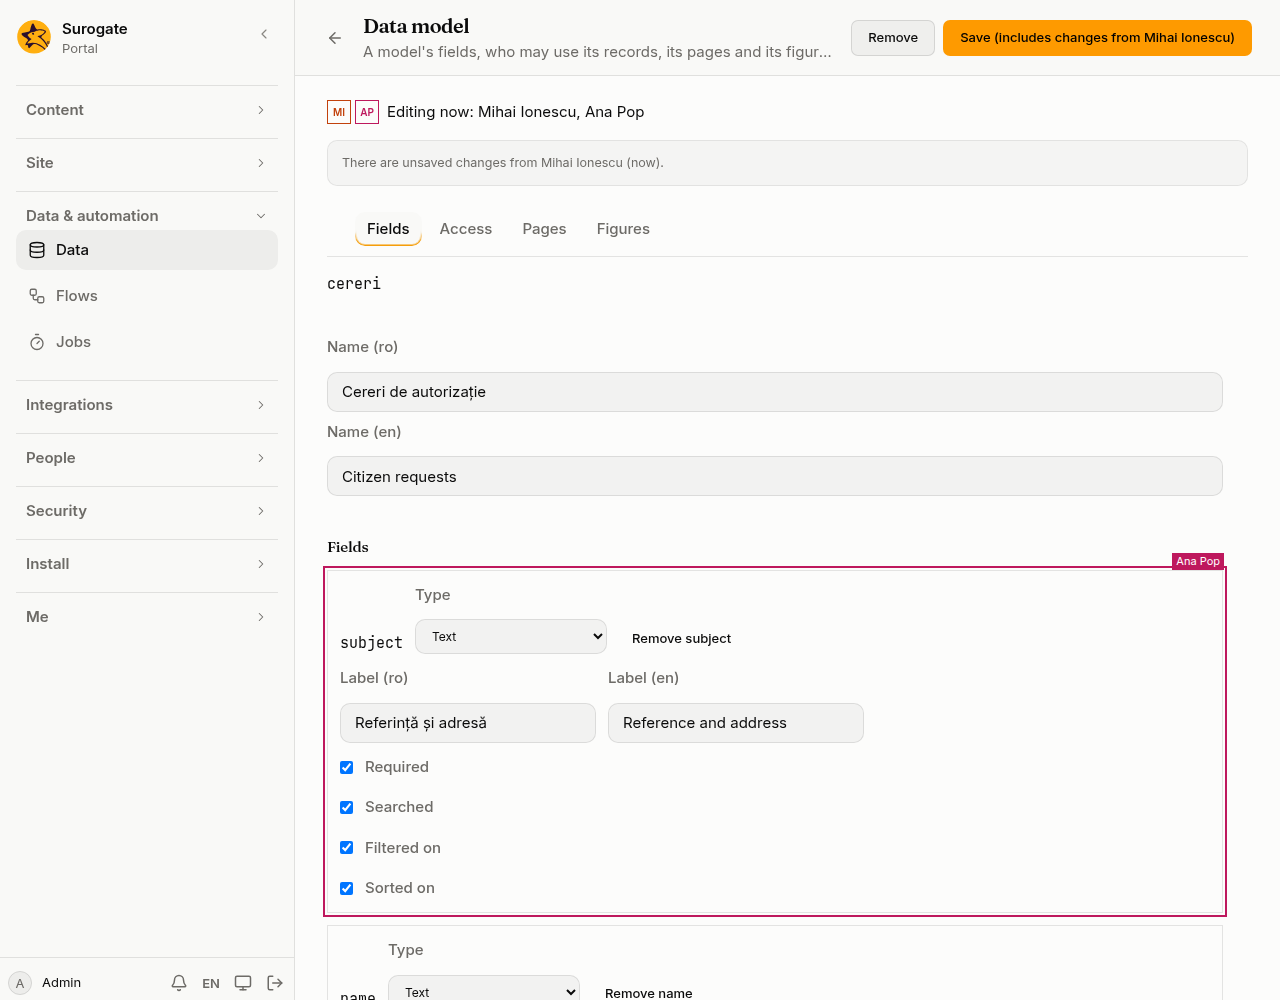 Surogate
Portal
Content
Site
Data & automation
Data
Flows
Jobs
Integrations
People
Security
Install
Me
A
Admin
EN
Data model
A model's fields, who may use its records, its pages and its figur...
Remove
Save (includes changes from Mihai Ionescu)
MI
AP
Editing now: Mihai Ionescu, Ana Pop
There are unsaved changes from Mihai Ionescu (now).
Fields
Access
Pages
Figures
cereri
Name (ro)
Cereri de autorizație
Name (en)
Citizen requests
Fields
Ana Pop
Type
subject
Text
Remove subject
Label (ro)
Label (en)
Referință și adresă
Reference and address
Required
Searched
Filtered on
Sorted on
Type
name
Text
Remove name